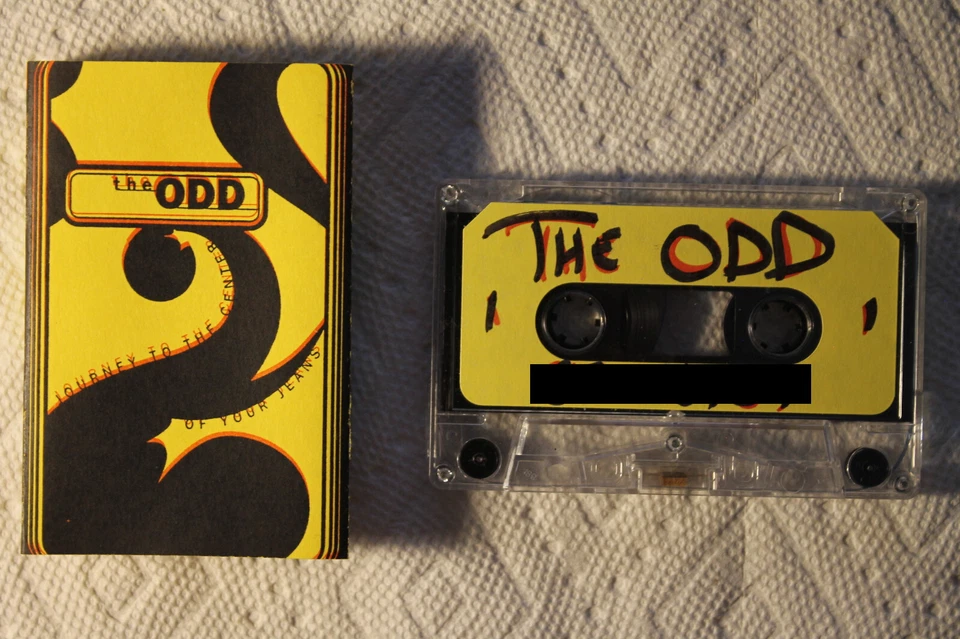 the ODD
JOURNEY TO THE CENTER
OF YOUR JEANS
THE ODD